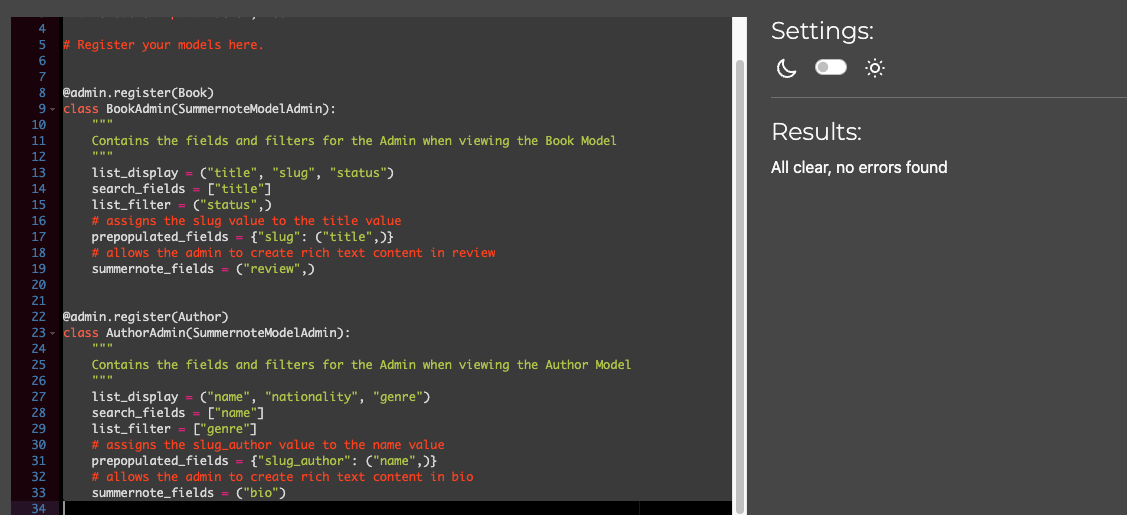 4
5 # Register your models here.
6
7
8 @admin.register(Book)
9 class BookAdmin(SummernoteModelAdmin):
10     """
11     Contains the fields and filters for the Admin when viewing the Book Model
12     """
13     list_display = ("title", "slug", "status")
14     search_fields = ["title"]
15     list_filter = ("status",)
16     # assigns the slug value to the title value
17     prepopulated_fields = {"slug": ("title",)}
18     # allows the admin to create rich text content in review
19     summernote_fields = ("review",)
20
21
22 @admin.register(Author)
23 class AuthorAdmin(SummernoteModelAdmin):
24     """
25     Contains the fields and filters for the Admin when viewing the Author Model
26     """
27     list_display = ("name", "nationality", "genre")
28     search_fields = ["name"]
29     list_filter = ["genre"]
30     # assigns the slug_author value to the name value
31     prepopulated_fields = {"slug_author": ("name",)}
32     # allows the admin to create rich text content in bio
33     summernote_fields = ("bio")
34
Settings:
Results:
All clear, no errors found